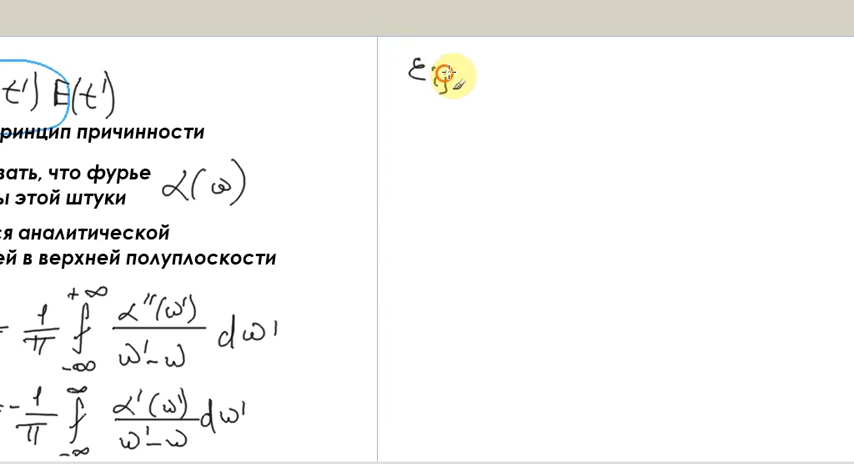 t') E(t')
ринцип причинности
вать, что фурье
ы этой штуки α(ω)
ся аналитической
ей в верхней полуплоскости
= 1/π ∫_{-∞}^{+∞} α''(ω')/(ω'-ω) dω'
= -1/π ∫_{-∞}^{∞} α'(ω')/(ω'-ω) dω'
ε